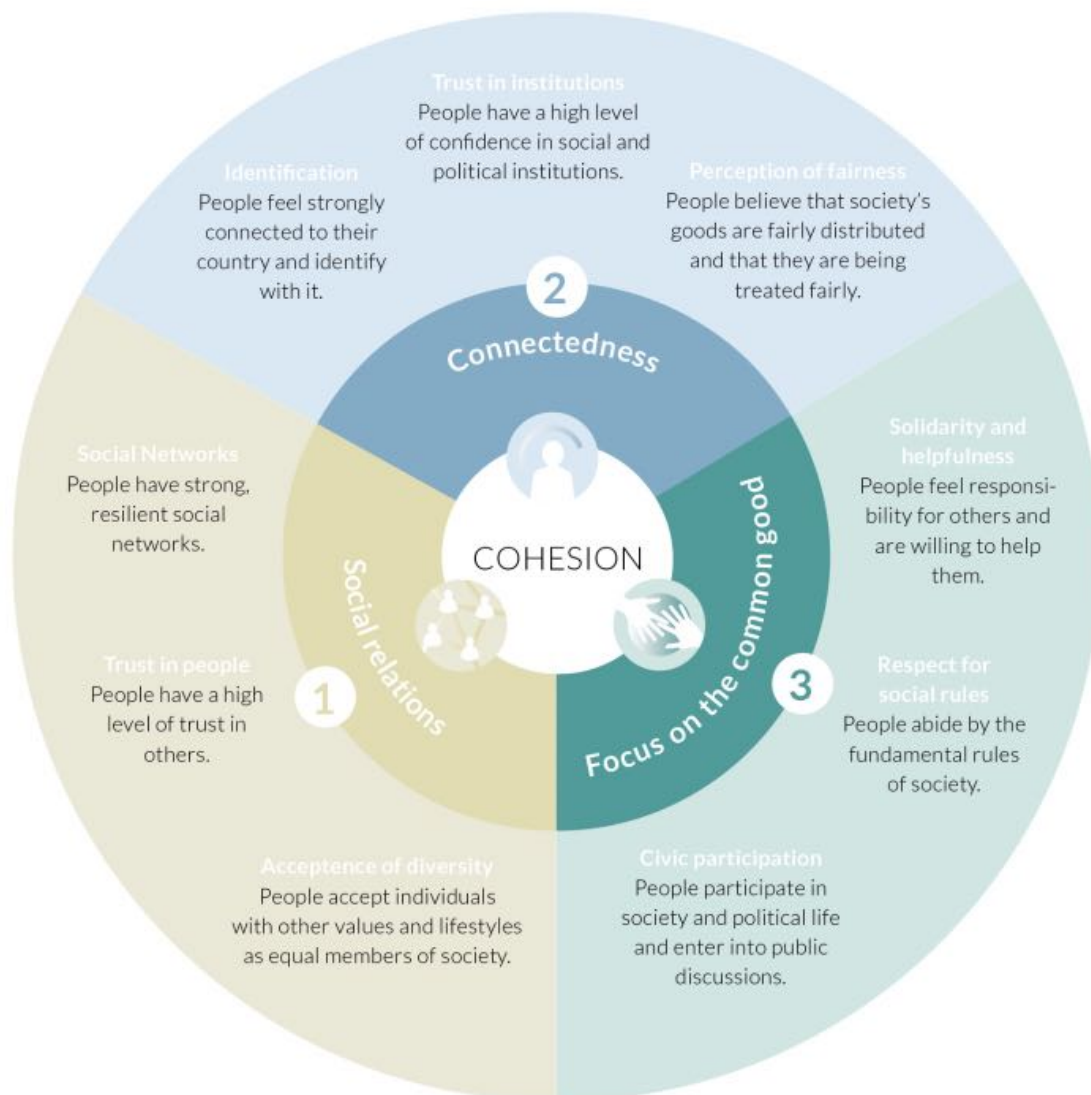 Trust in institutions
People have a high level
of confidence in social and
political institutions.
Identification
People feel strongly
connected to their
country and identify
with it.
Perception of fairness
People believe that society's
goods are fairly distributed
and that they are being
treated fairly.
2
Connectedness
Social Networks
People have strong,
resilient social
networks.
Solidarity and
helpfulness
People feel responsi-
bility for others and
are willing to help
them.
COHESION
Social relations
Focus on the common good
Trust in people
People have a high
level of trust in
others.
1
3
Respect for
social rules
People abide by the
fundamental rules
of society.
Acceptence of diversity
People accept individuals
with other values and lifestyles
as equal members of society.
Civic participation
People participate in
society and political life
and enter into public
discussions.